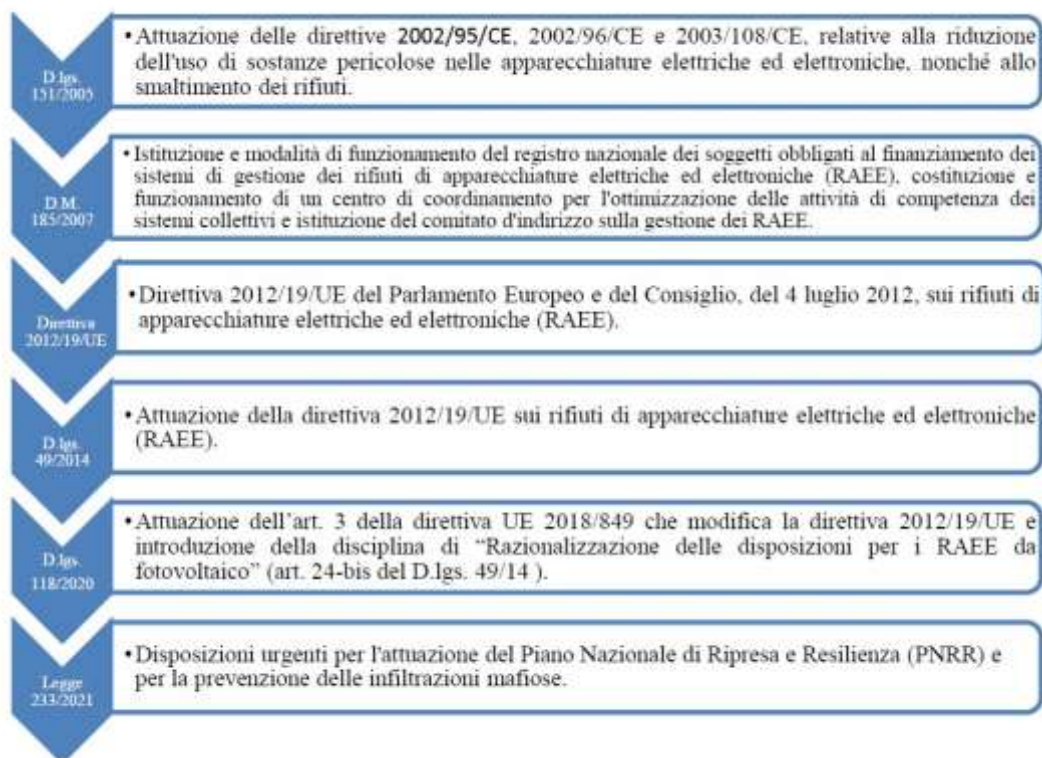 D.lgs.
151/2005
•Attuazione delle direttive 2002/95/CE, 2002/96/CE e 2003/108/CE, relative alla riduzione
dell'uso di sostanze pericolose nelle apparecchiature elettriche ed elettroniche, nonché allo
smaltimento dei rifiuti.
D.M.
185/2007
•Istituzione e modalità di funzionamento del registro nazionale dei soggetti obbligati al finanziamento dei
sistemi di gestione dei rifiuti di apparecchiature elettriche ed elettroniche (RAEE), costituzione e
funzionamento di un centro di coordinamento per l'ottimizzazione delle attività di competenza dei
sistemi collettivi e istituzione del comitato d'indirizzo sulla gestione dei RAEE.
Direttiva
2012/19/UE
•Direttiva 2012/19/UE del Parlamento Europeo e del Consiglio, del 4 luglio 2012, sui rifiuti di
apparecchiature elettriche ed elettroniche (RAEE).
D.lgs.
49/2014
•Attuazione della direttiva 2012/19/UE sui rifiuti di apparecchiature elettriche ed elettroniche
(RAEE).
D.lgs.
118/2020
•Attuazione dell'art. 3 della direttiva UE 2018/849 che modifica la direttiva 2012/19/UE e
introduzione della disciplina di “Razionalizzazione delle disposizioni per i RAEE da
fotovoltaico” (art. 24-bis del D.lgs. 49/14 ).
Legge
233/2021
•Disposizioni urgenti per l'attuazione del Piano Nazionale di Ripresa e Resilienza (PNRR) e
per la prevenzione delle infiltrazioni mafiose.